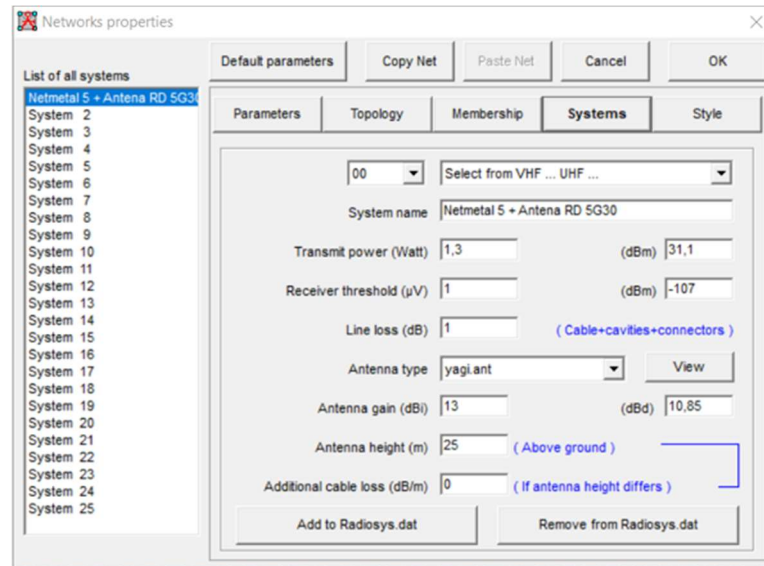 Networks properties
Default parameters Copy Net Paste Net Cancel OK
List of all systems
Netmetal 5 + Antena RD 5G30
System 2
System 3
System 4
System 5
System 6
System 7
System 8
System 9
System 10
System 11
System 12
System 13
System 14
System 15
System 16
System 17
System 18
System 19
System 20
System 21
System 22
System 23
System 24
System 25
Parameters Topology Membership Systems Style
00 Select from VHF ... UHF ...
System name Netmetal 5 + Antena RD 5G30
Transmit power (Watt) 1,3 (dBm) 31,1
Receiver threshold (µV) 1 (dBm) -107
Line loss (dB) 1 ( Cable+cavities+connectors )
Antenna type yagi.ant View
Antenna gain (dBi) 13 (dBd) 10,85
Antenna height (m) 25 ( Above ground )
Additional cable loss (dB/m) 0 ( If antenna height differs )
Add to Radiosys.dat Remove from Radiosys.dat